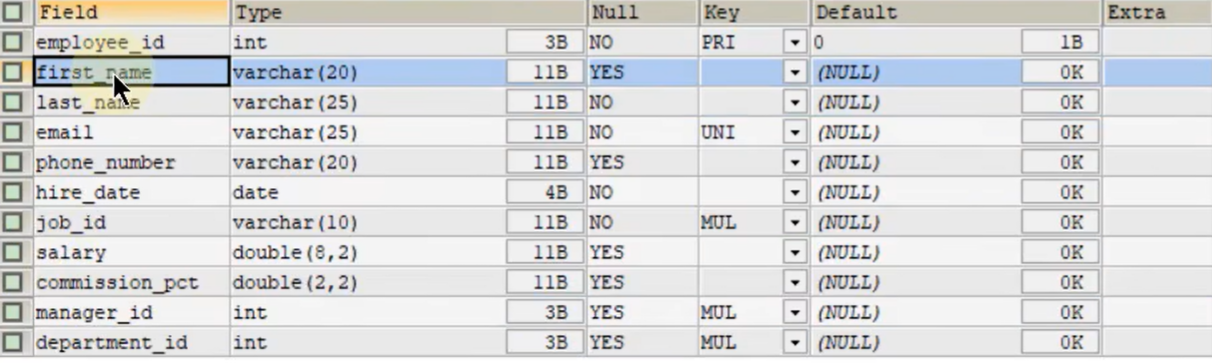 Field Type Null Key Default Extra
employee_id int 3B NO PRI 0 1B
first_name varchar(20) 11B YES (NULL) 0K
last_name varchar(25) 11B NO (NULL) 0K
email varchar(25) 11B NO UNI (NULL) 0K
phone_number varchar(20) 11B YES (NULL) 0K
hire_date date 4B NO (NULL) 0K
job_id varchar(10) 11B NO MUL (NULL) 0K
salary double(8,2) 11B YES (NULL) 0K
commission_pct double(2,2) 11B YES (NULL) 0K
manager_id int 3B YES MUL (NULL) 0K
department_id int 3B YES MUL (NULL) 0K